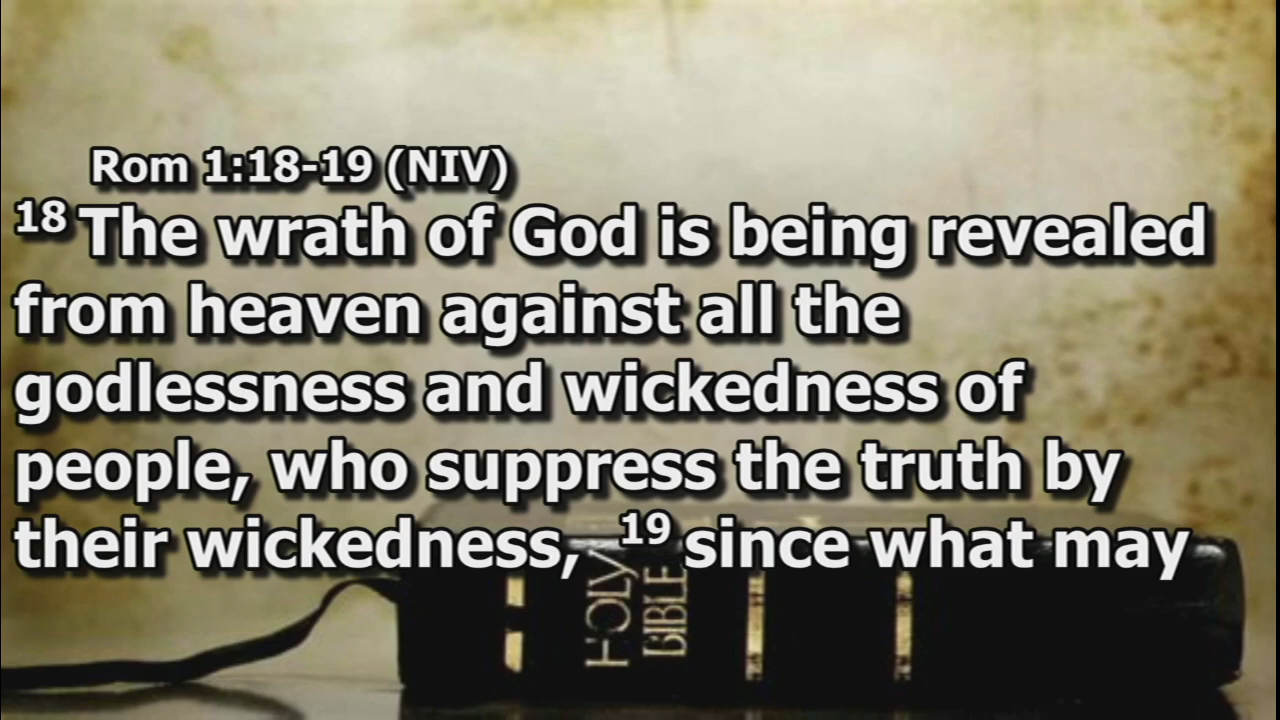 Rom 1:18-19 (NIV)
18 The wrath of God is being revealed
from heaven against all the
godlessness and wickedness of
people, who suppress the truth by
their wickedness, 19 since what may
HOLY
BIBLE